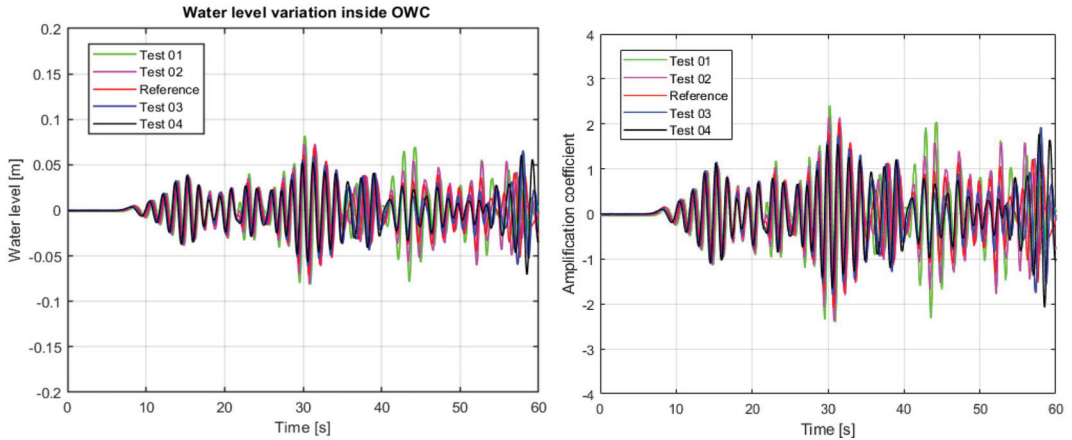 Water level variation inside OWC
0.2
0.15
0.1
0.05
0
-0.05
-0.1
-0.15
-0.2
Water level [m]
Test 01
Test 02
Reference
Test 03
Test 04
0 10 20 30 40 50 60
Time [s]
4
3
2
1
0
-1
-2
-3
-4
Amplification coefficient
Test 01
Test 02
Reference
Test 03
Test 04
0 10 20 30 40 50 60
Time [s]